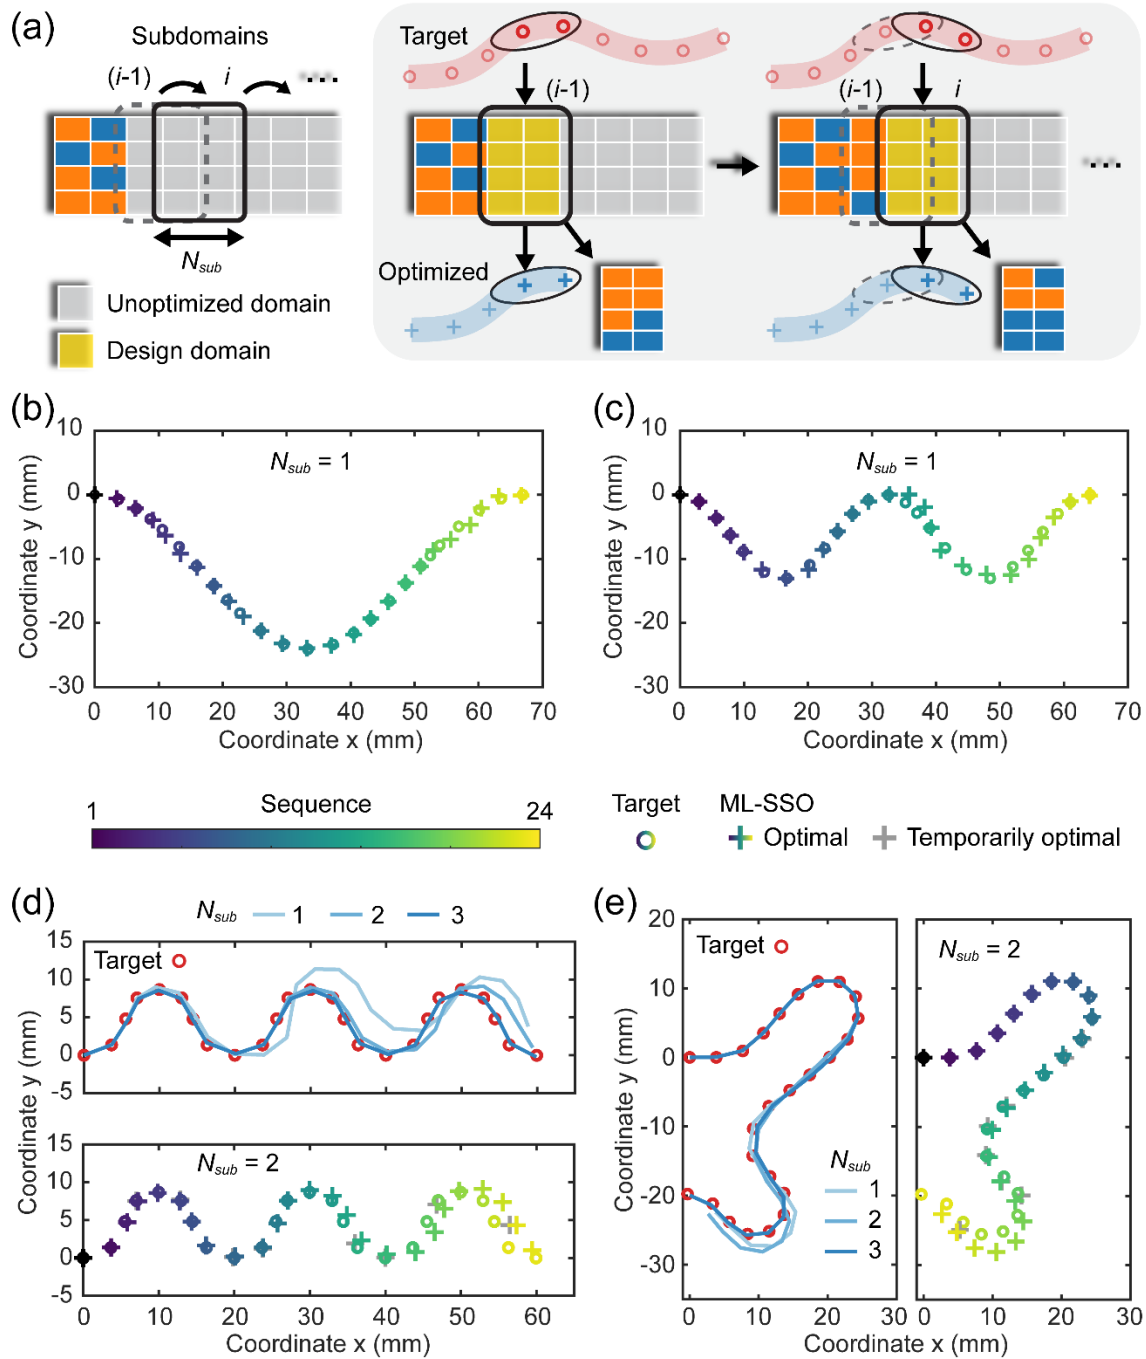 (a)
Subdomains
(i-1) i ...
N_sub
Unoptimized domain
Design domain
Target
(i-1)
(i-1) i
...
Optimized
(b)
N_sub = 1
Coordinate y (mm)
10
0
-10
-20
-30
0 10 20 30 40 50 60 70
Coordinate x (mm)
(c)
N_sub = 1
Coordinate y (mm)
10
0
-10
-20
-30
0 10 20 30 40 50 60 70
Coordinate x (mm)
1 Sequence 24
Target ML-SSO
Optimal Temporarily optimal
(d)
N_sub 1 2 3
Target
15
10
5
0
-5
Coordinate y (mm)
N_sub = 2
15
10
5
0
-5
0 10 20 30 40 50 60
Coordinate x (mm)
(e)
Target
N_sub = 2
Coordinate y (mm)
20
10
0
-10
-20
-30
N_sub
1
2
3
0 10 20 30
0 10 20 30
Coordinate x (mm)